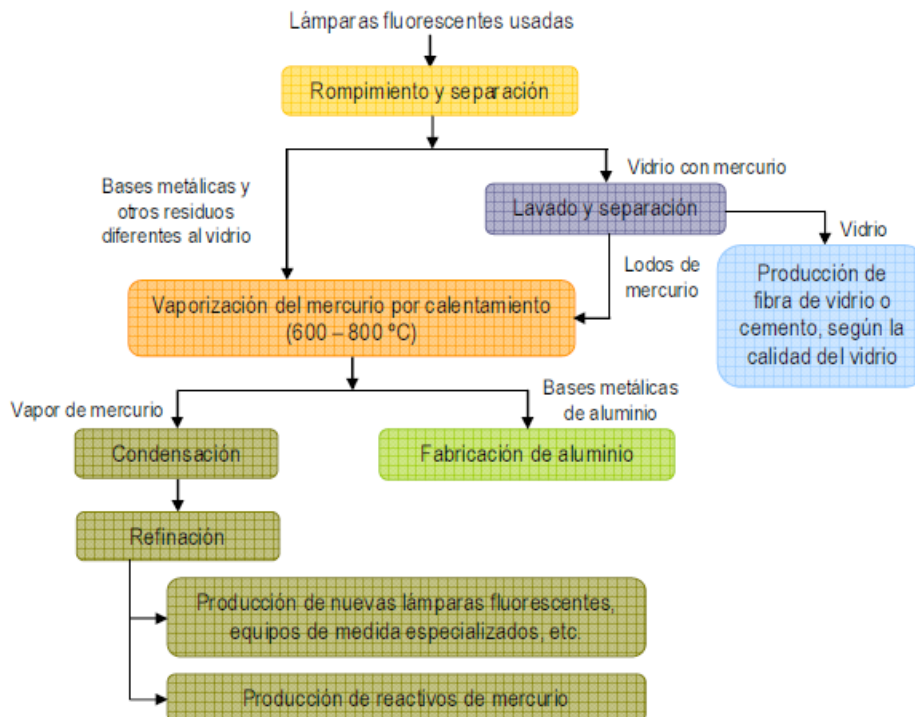 Lámparas fluorescentes usadas
Rompimiento y separación
Bases metálicas y
otros residuos
diferentes al vidrio
Vidrio con mercurio
Lavado y separación
Vidrio
Lodos de
mercurio
Producción de
fibra de vidrio o
cemento, según la
calidad del vidrio
Vaporización del mercurio por calentamiento
(600 – 800 ºC)
Vapor de mercurio
Bases metálicas
de aluminio
Condensación
Fabricación de aluminio
Refinación
Producción de nuevas lámparas fluorescentes,
equipos de medida especializados, etc.
Producción de reactivos de mercurio